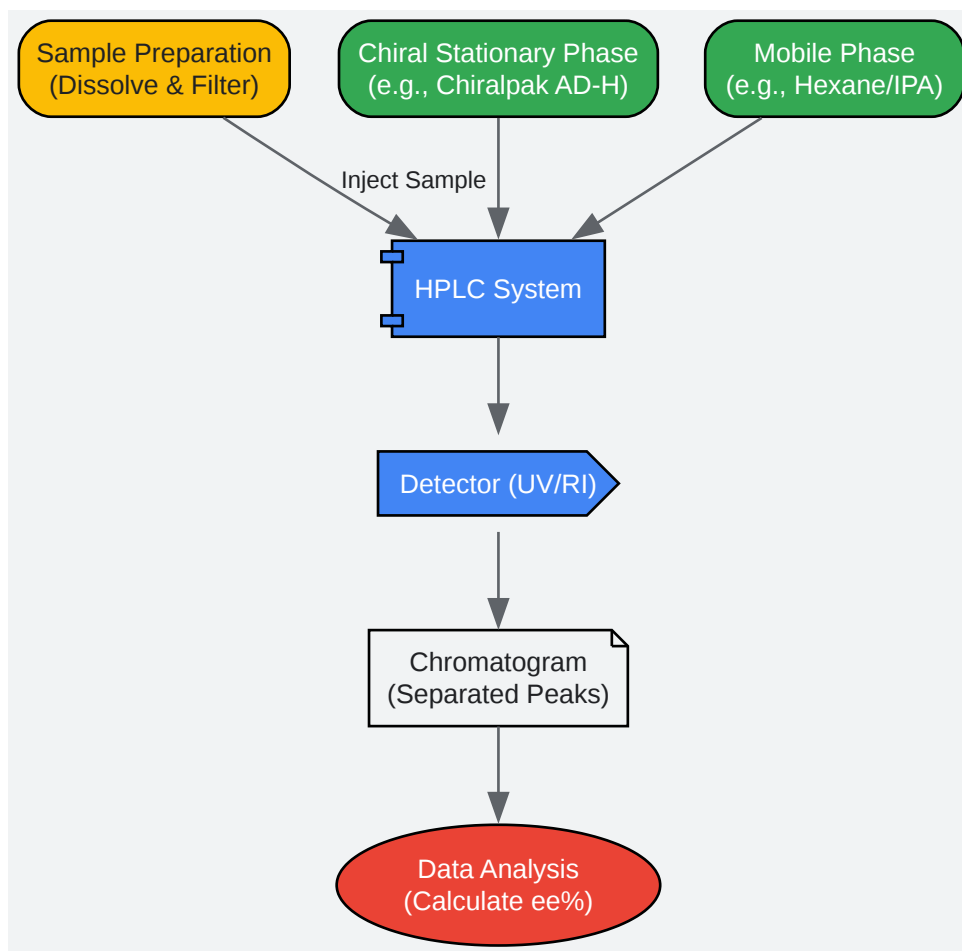 Sample Preparation
(Dissolve & Filter)
Chiral Stationary Phase
(e.g., Chiralpak AD-H)
Mobile Phase
(e.g., Hexane/IPA)
Inject Sample
HPLC System
Detector (UV/RI)
Chromatogram
(Separated Peaks)
Data Analysis
(Calculate ee%)